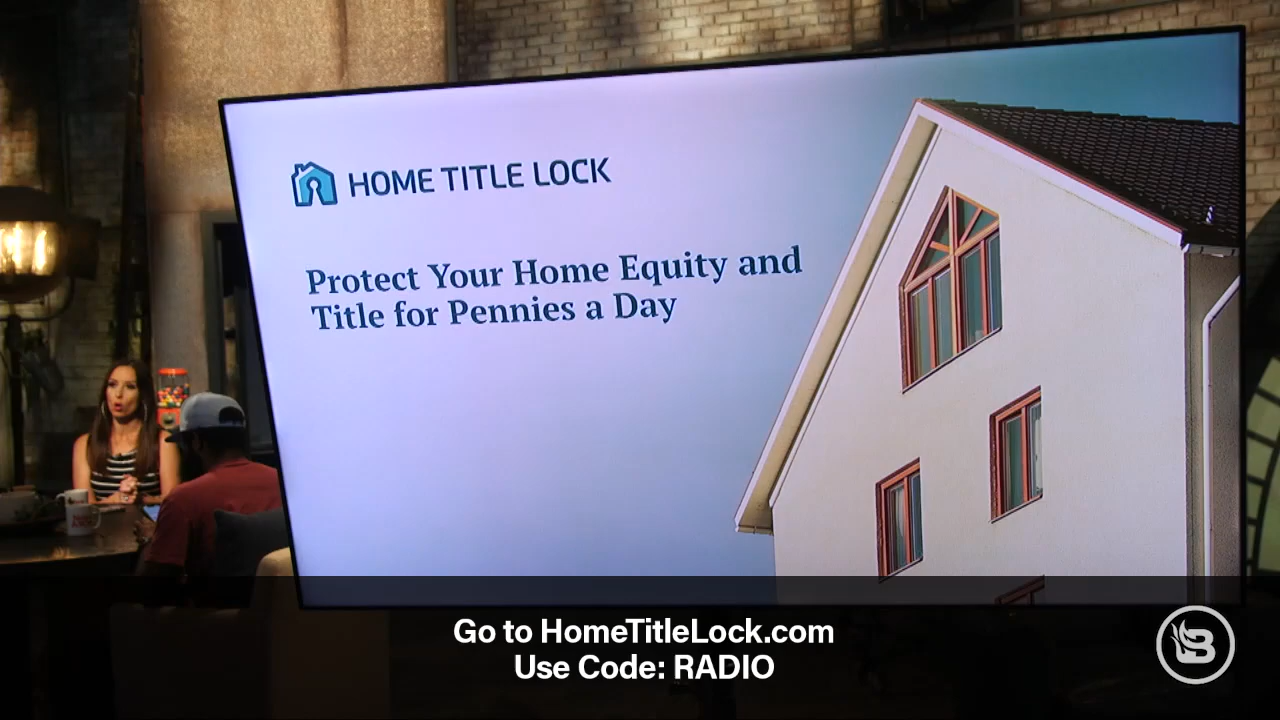 HOME TITLE LOCK
Protect Your Home Equity and
Title for Pennies a Day
Go to HomeTitleLock.com
Use Code: RADIO
B